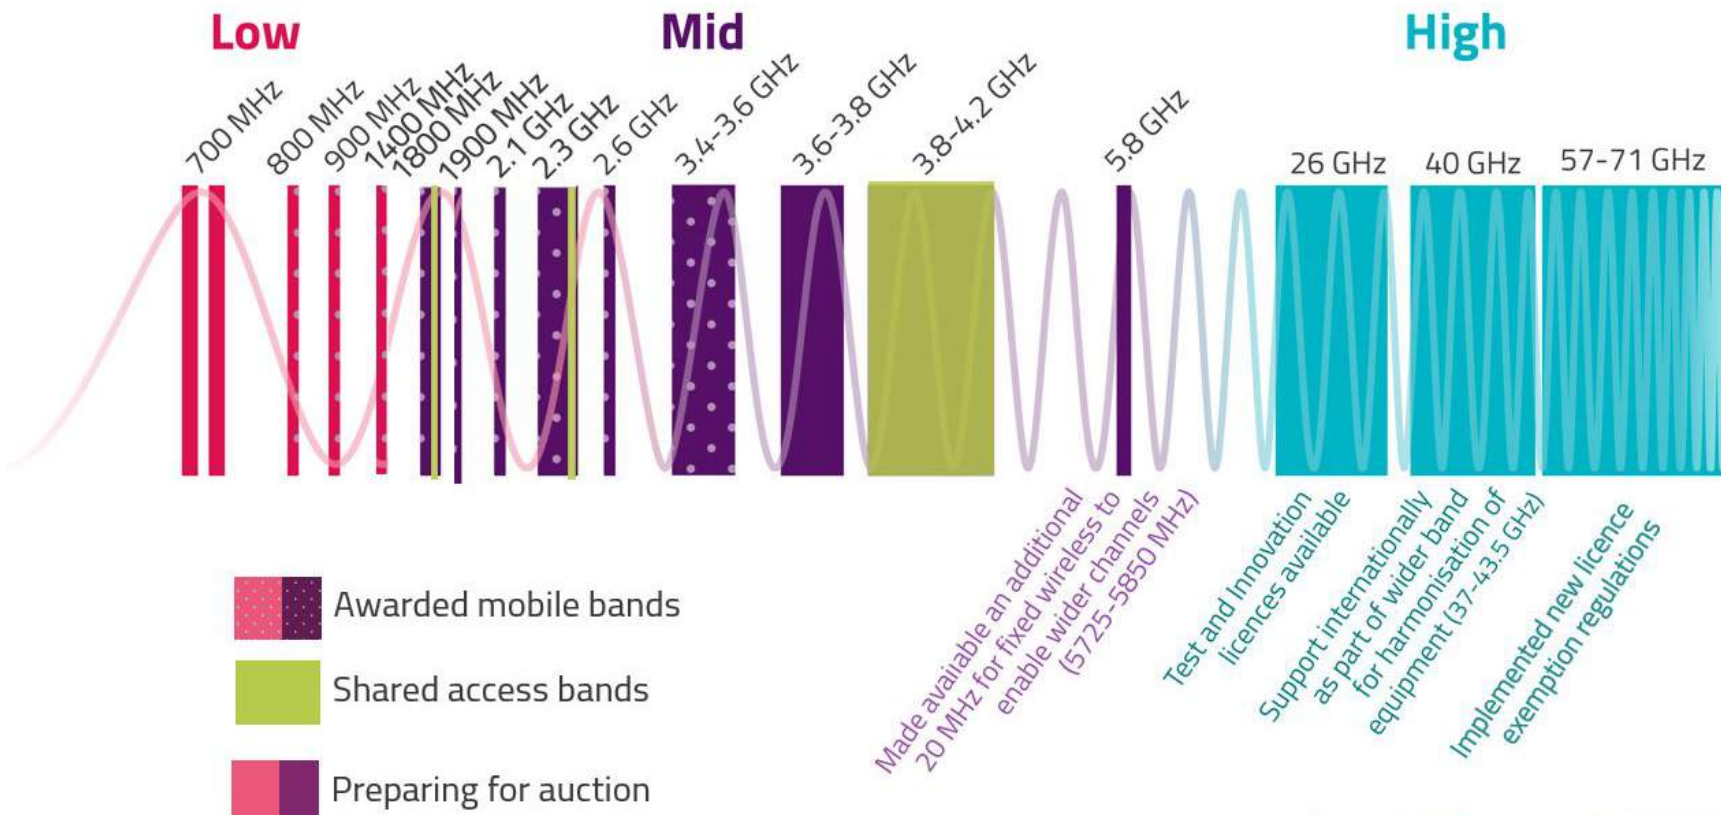 Low
Mid
High
700 MHz
800 MHz
900 MHz
1400 MHz
1800 MHz
1900 MHz
2.1 GHz
2.3 GHz
2.6 GHz
3.4-3.6 GHz
3.6-3.8 GHz
3.8-4.2 GHz
5.8 GHz
26 GHz
40 GHz
57-71 GHz
Made available an additional
20 MHz for fixed wireless to
enable wider channels
(5725-5850 MHz)
Test and Innovation
licences available
Support internationally
as part of wider band
for harmonisation of
equipment (37-43.5 GHz)
Implemented new licence
exemption regulations
Awarded mobile bands
Shared access bands
Preparing for auction